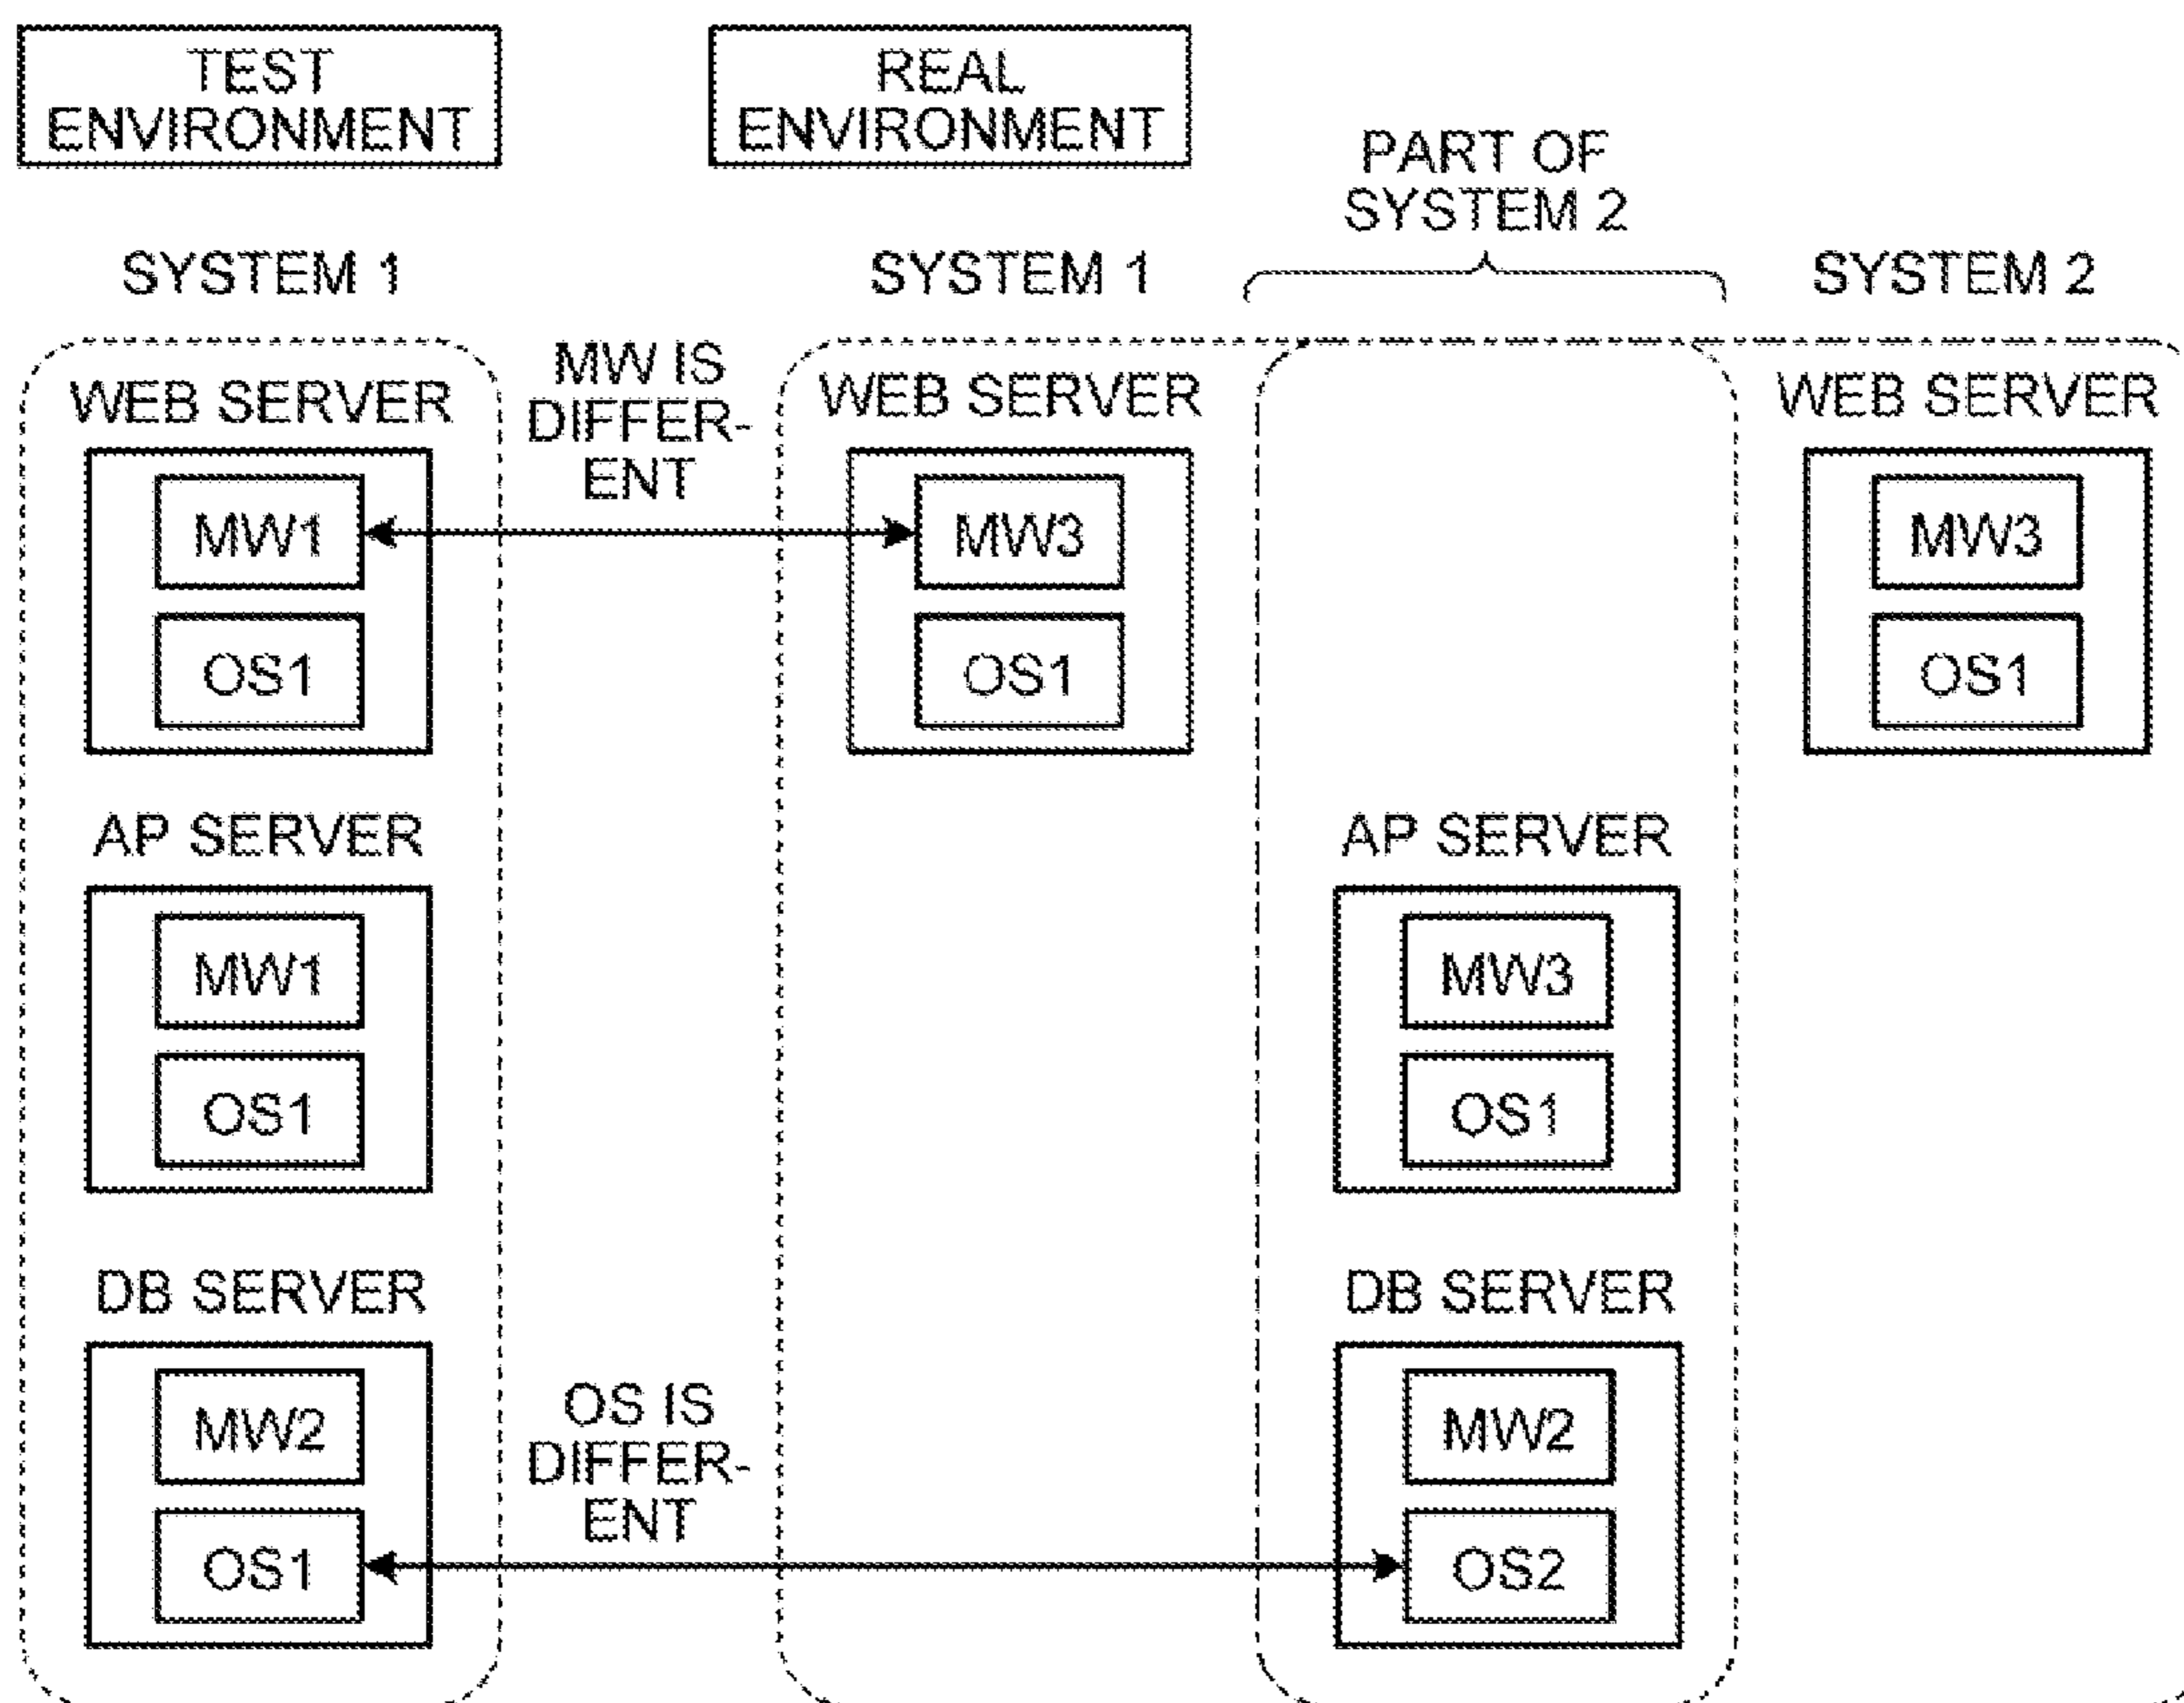 TEST
ENVIRONMENT
REAL
ENVIRONMENT
PART OF
SYSTEM 2
SYSTEM 1
SYSTEM 1
SYSTEM 2
WEB SERVER
MW1
OS1
MW IS
DIFFER-
ENT
WEB SERVER
MW3
OS1
WEB SERVER
MW3
OS1
AP SERVER
MW1
OS1
AP SERVER
MW3
OS1
DB SERVER
MW2
OS1
OS IS
DIFFER-
ENT
DB SERVER
MW2
OS2